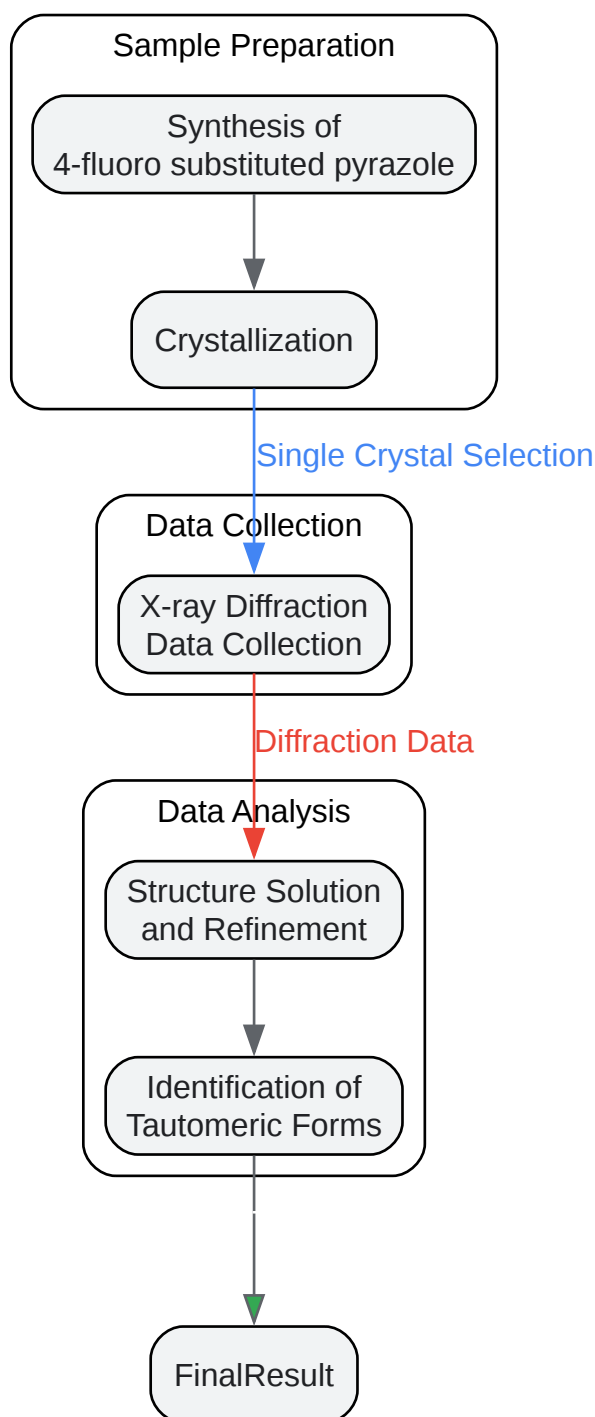 Sample Preparation
Synthesis of
4-fluoro substituted pyrazole
Crystallization
Single Crystal Selection
Data Collection
X-ray Diffraction
Data Collection
Diffraction Data
Data Analysis
Structure Solution
and Refinement
Identification of
Tautomeric Forms
FinalResult